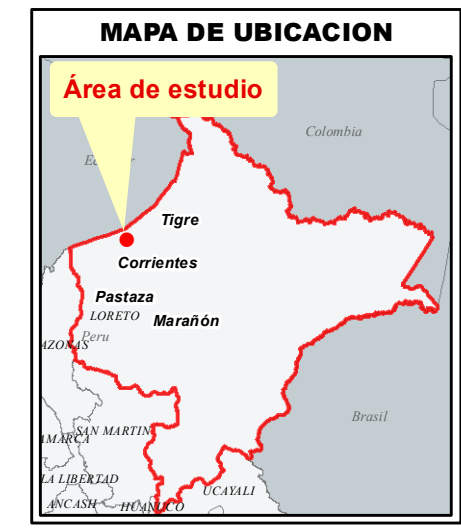 MAPA DE UBICACION
Área de estudio
Colombia
Tigre
Corrientes
Pastaza
LORETO
Marañón
Peru
AZONAS
Brasil
SAN MARTIN
AMARCA
LA LIBERTAD
UCAYALI
ANCASH
HUANUCO